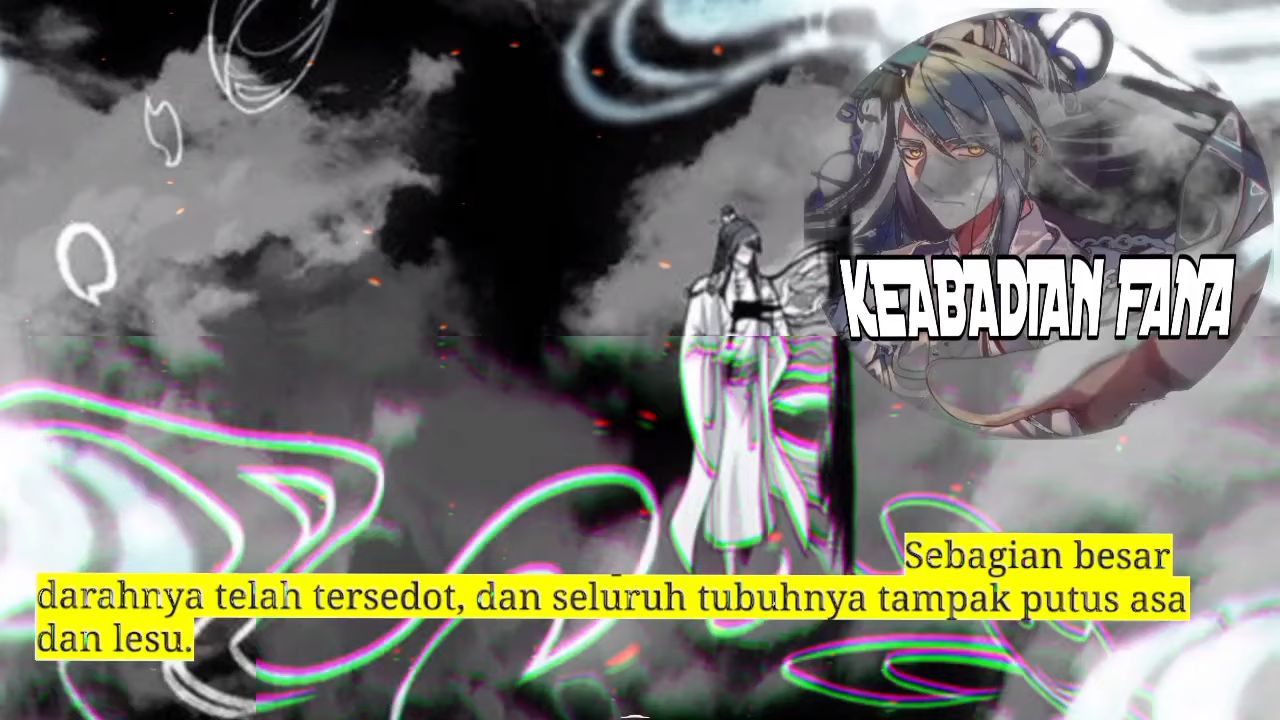 KEABADIAN FANA
Sebagian besar
darahnya telah tersedot, dan seluruh tubuhnya tampak putus asa
dan lesu.